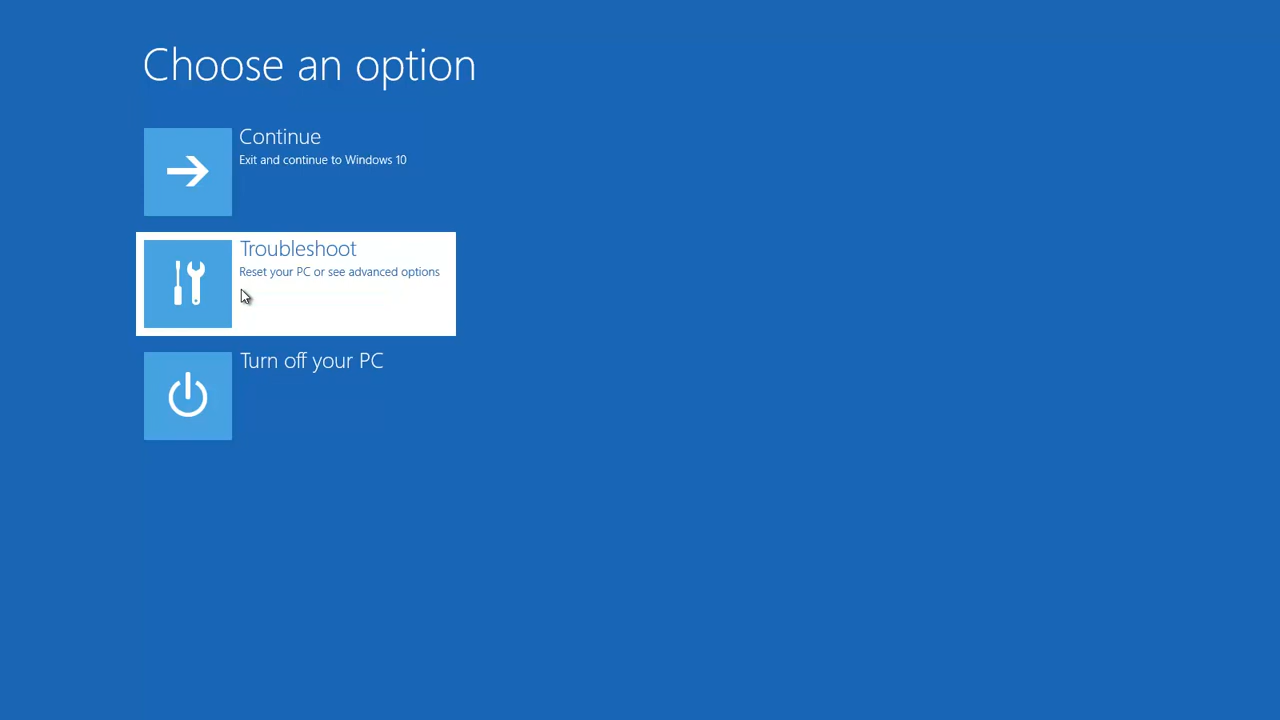 Choose an option
Continue
Exit and continue to Windows 10
Troubleshoot
Reset your PC or see advanced options
Turn off your PC